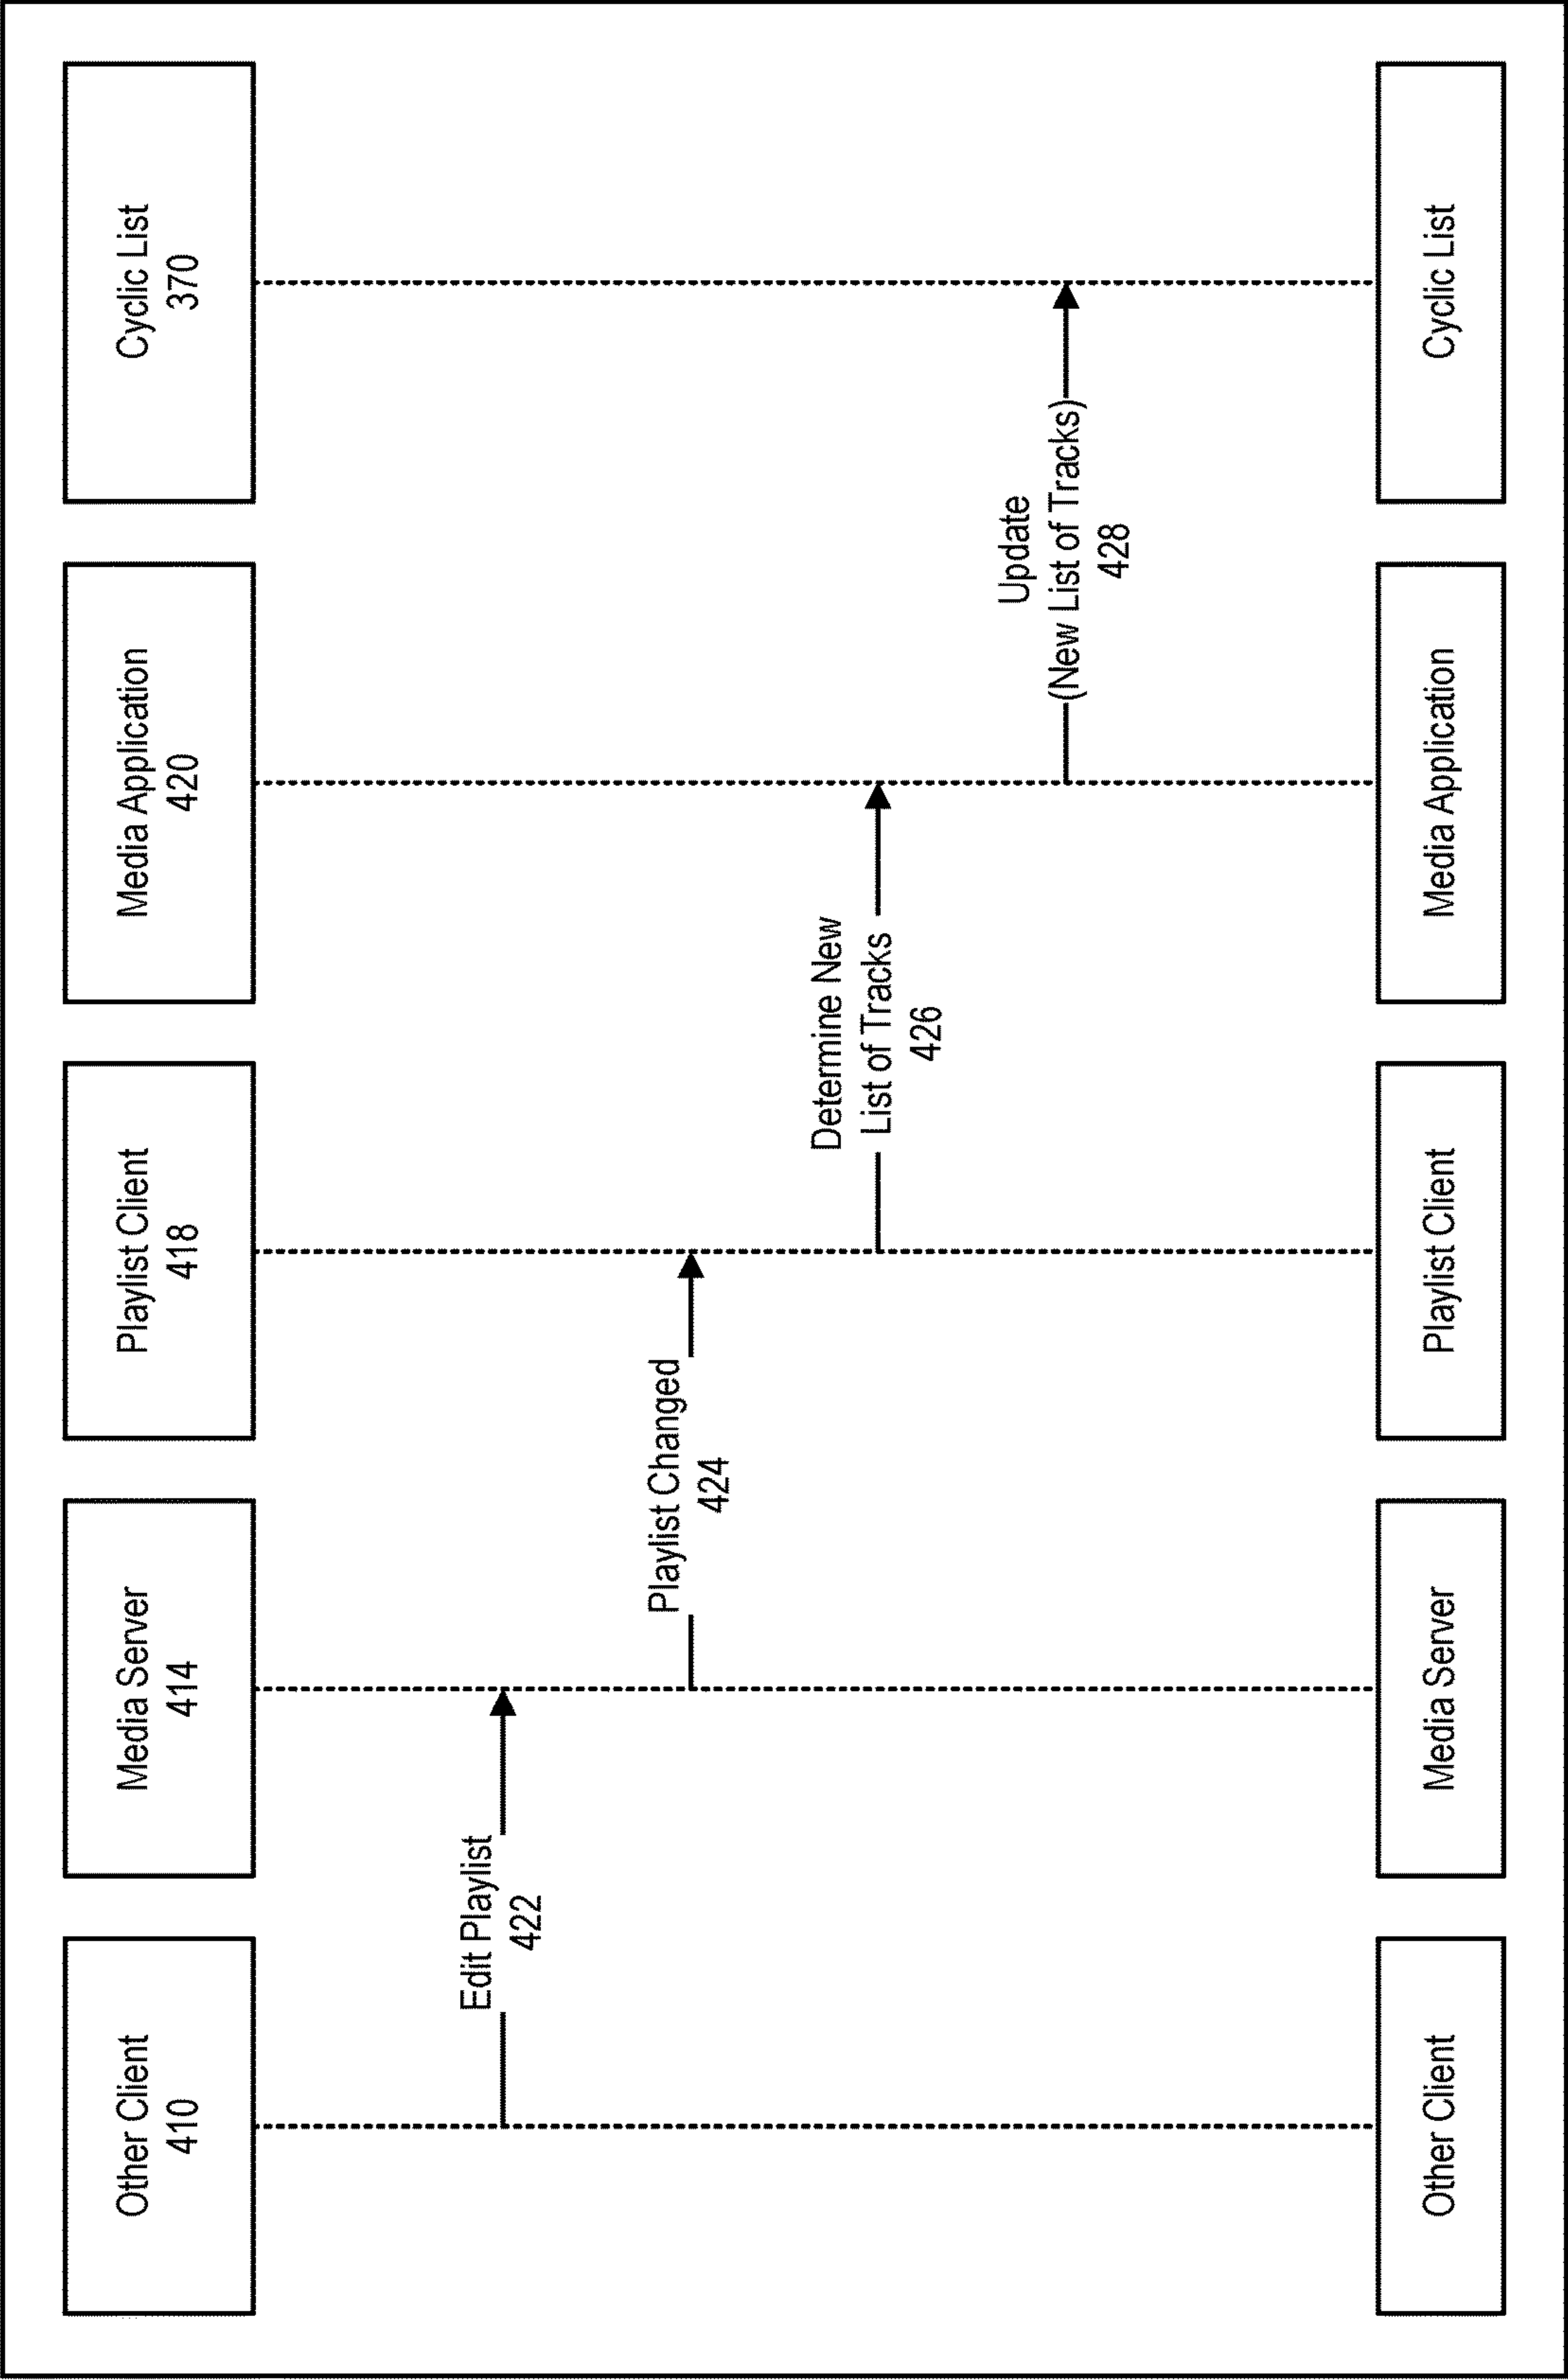 Other Client
410
Media Server
414
Playlist Client
418
Media Application
420
Cyclic List
370
Edit Playlist
422
Playlist Changed
424
Determine New
List of Tracks
426
Update
(New List of Tracks)
428
Other Client
Media Server
Playlist Client
Media Application
Cyclic List